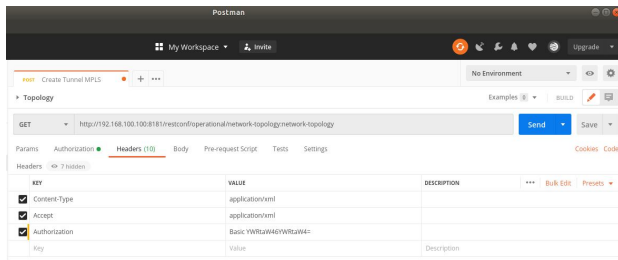 Postman
My Workspace
Invite
Upgrade
POST Create Tunnel MPLS
No Environment
Topology
Examples 0
BUILD
GET
http://192.168.100.100:8181/restconf/operational/network-topology:network-topology
Send
Save
Params
Authorization
Headers (10)
Body
Pre-request Script
Tests
Settings
Cookies
Code
Headers
7 hidden
KEY
VALUE
DESCRIPTION
Bulk Edit
Presets
Content-Type
application/xml
Accept
application/xml
Authorization
Basic YWRtaW46YWRtaW4=
Key
Value
Description